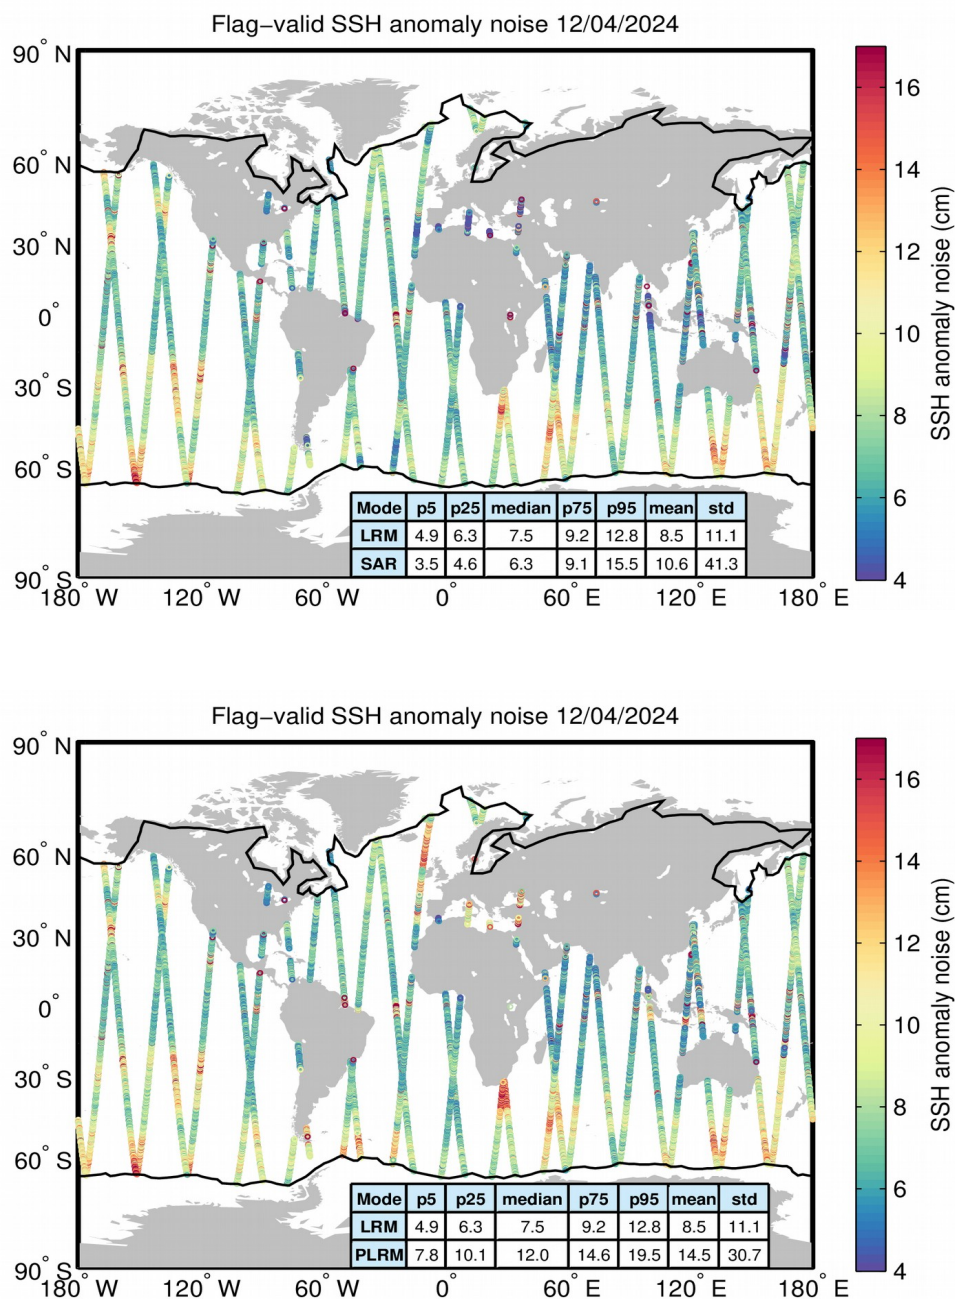 Flag−valid SSH anomaly noise 12/04/2024
90° N
60° N
30° N
0°
30° S
60° S
90° S
180° W 120° W 60° W 0° 60° E 120° E 180° E
Mode p5 p25 median p75 p95 mean std
LRM 4.9 6.3 7.5 9.2 12.8 8.5 11.1
SAR 3.5 4.6 6.3 9.1 15.5 10.6 41.3
16
14
12
10
8
6
4
SSH anomaly noise (cm)
Flag−valid SSH anomaly noise 12/04/2024
90° N
60° N
30° N
0°
30° S
60° S
90° S
180° W 120° W 60° W 0° 60° E 120° E 180° E
Mode p5 p25 median p75 p95 mean std
LRM 4.9 6.3 7.5 9.2 12.8 8.5 11.1
PLRM 7.8 10.1 12.0 14.6 19.5 14.5 30.7
16
14
12
10
8
6
4
SSH anomaly noise (cm)